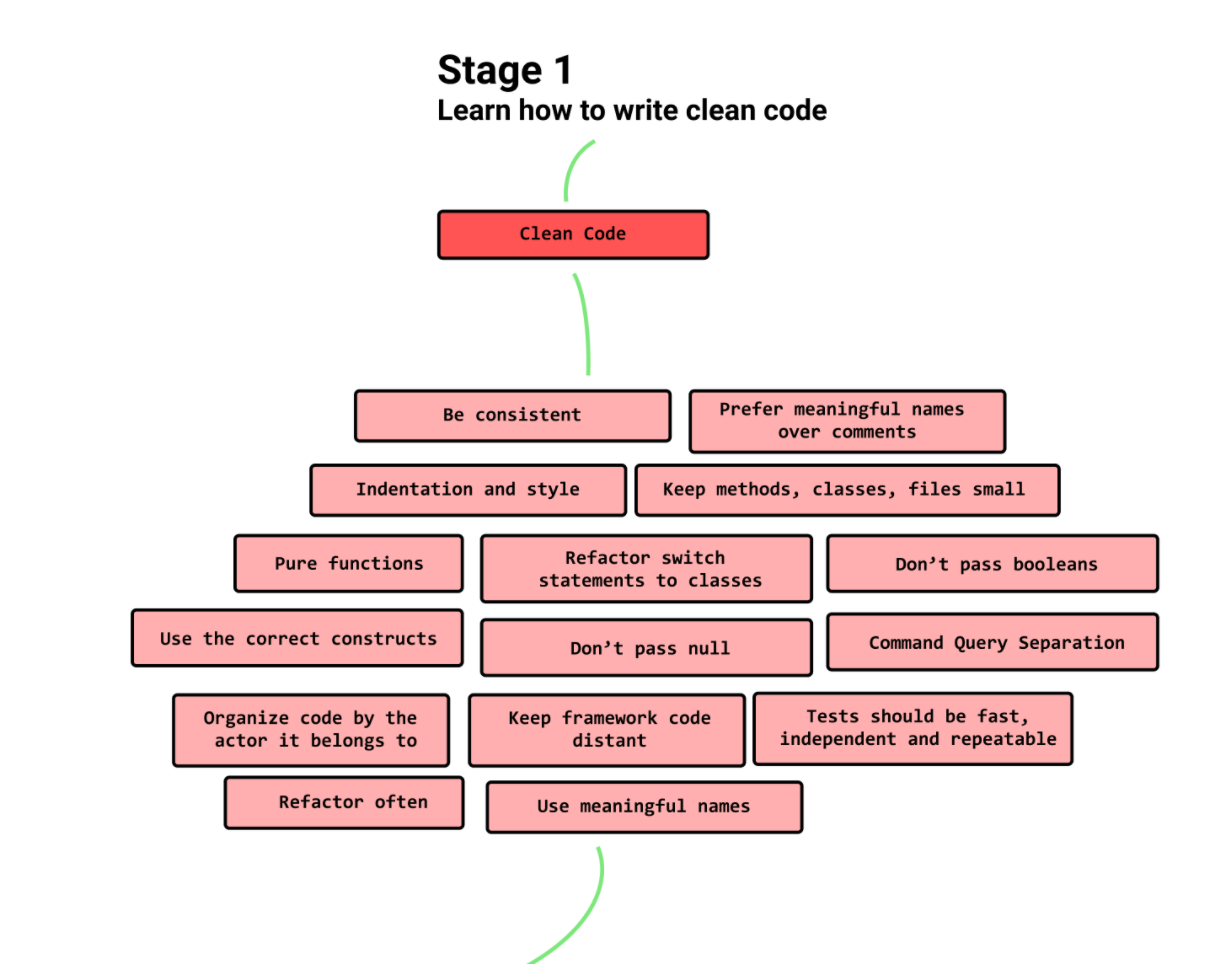 Stage 1
Learn how to write clean code
Clean Code
Be consistent
Prefer meaningful names
over comments
Indentation and style
Keep methods, classes, files small
Pure functions
Refactor switch
statements to classes
Don’t pass booleans
Use the correct constructs
Don’t pass null
Command Query Separation
Organize code by the
actor it belongs to
Keep framework code
distant
Tests should be fast,
independent and repeatable
Refactor often
Use meaningful names